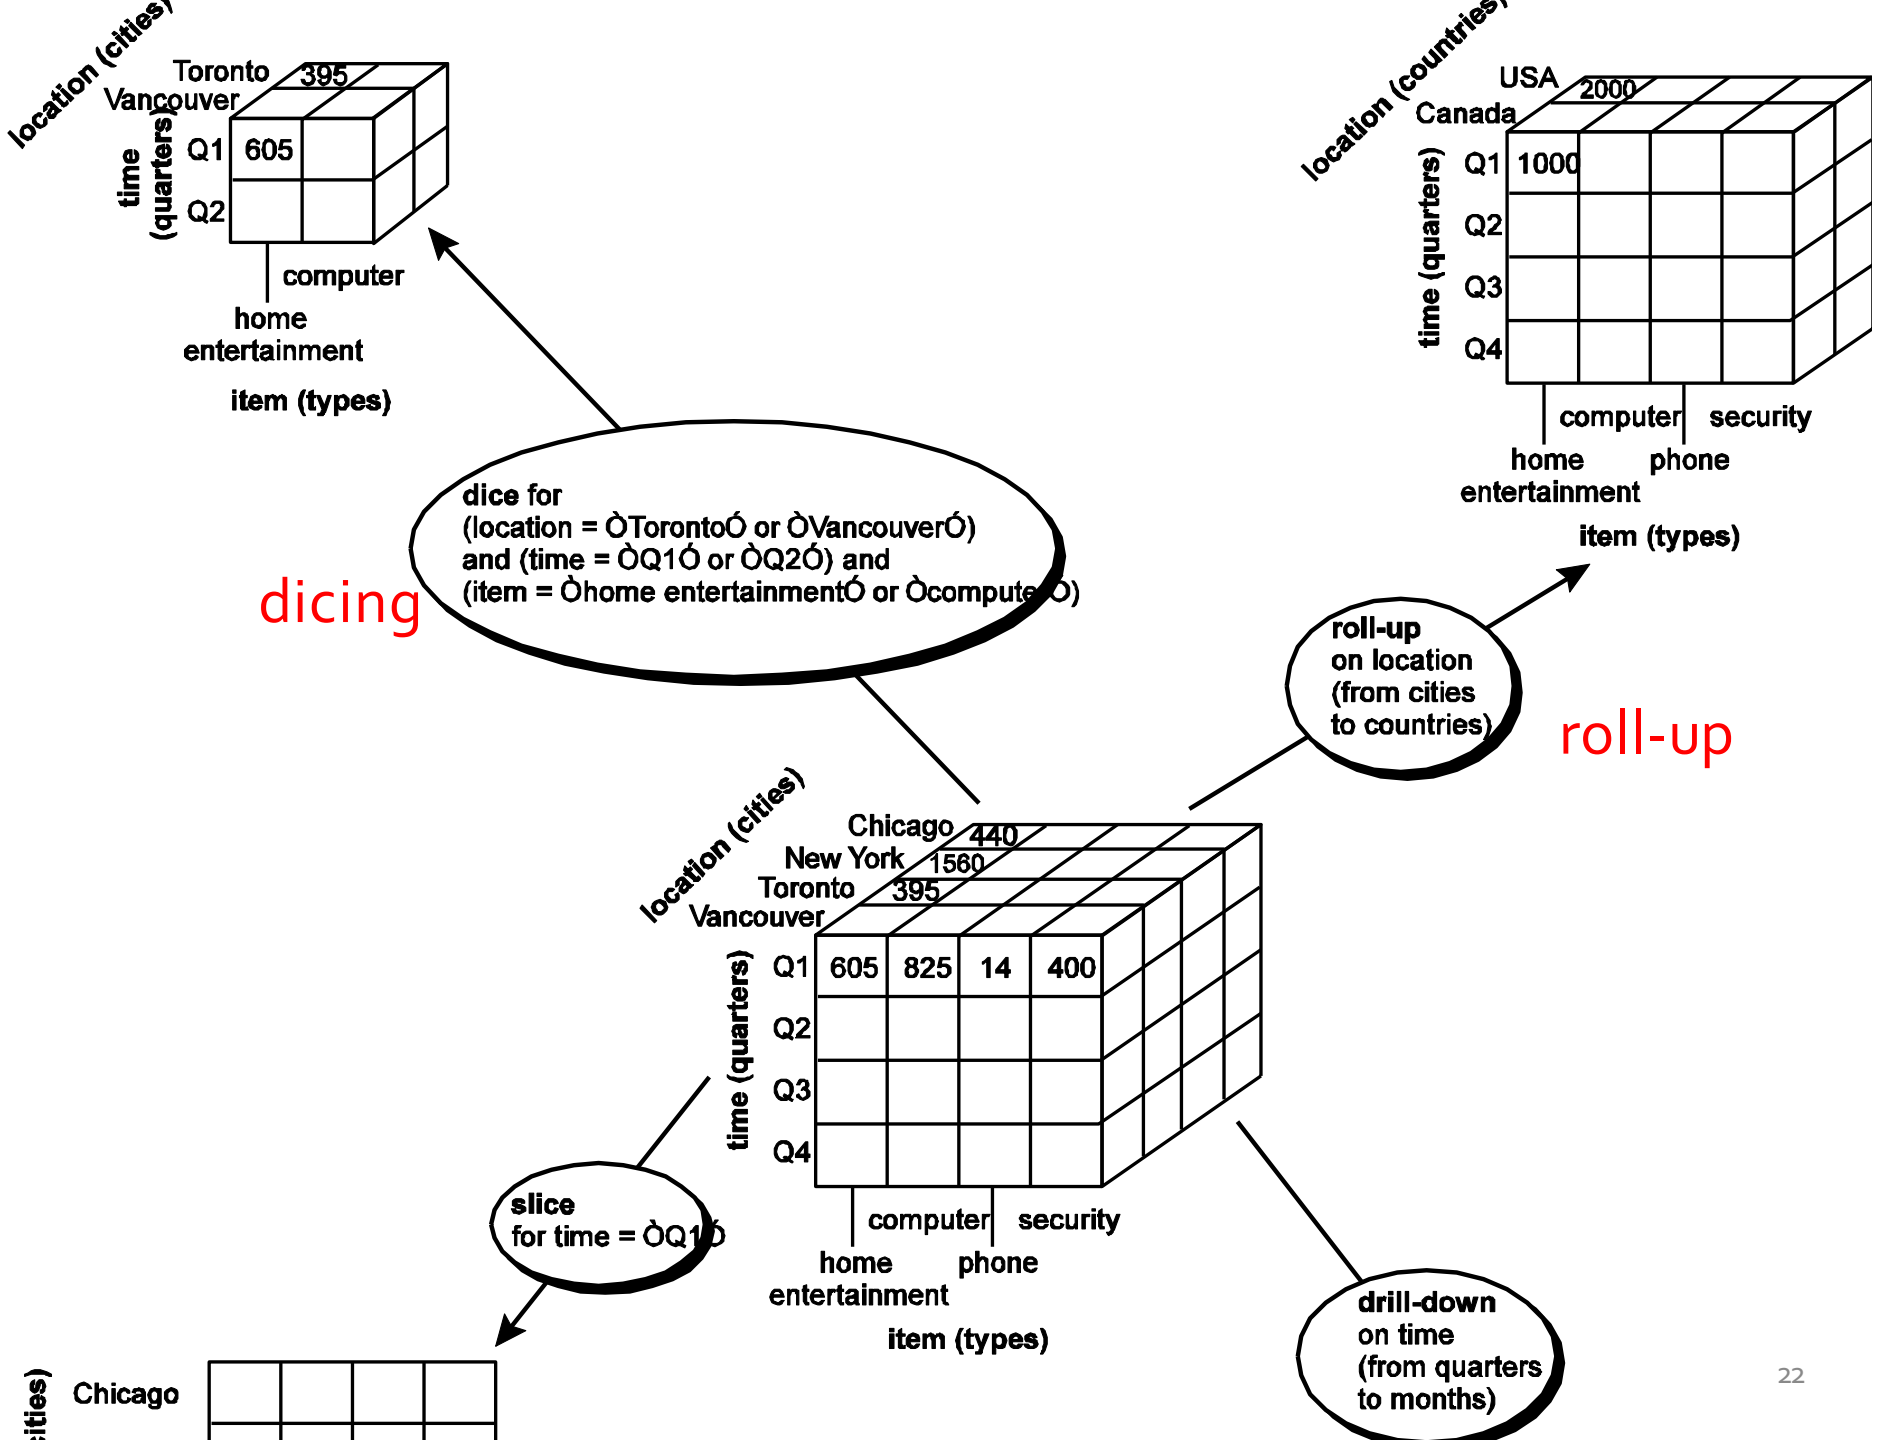 location (cities)
Toronto
395
Vancouver
time
(quarters)
Q1
605
Q2
computer
home
entertainment
item (types)
location (countries)
USA
2000
Canada
time (quarters)
Q1
1000
Q2
Q3
Q4
computer
security
home
phone
entertainment
item (types)
dice for
(location = ÒTorontoÓ or ÒVancouverÓ)
and (time = ÒQ1Ó or ÒQ2Ó) and
(item = Òhome entertainmentÓ or ÒcomputerÓ)
dicing
roll-up
on location
(from cities
to countries)
roll-up
location (cities)
Chicago
440
New York
1560
Toronto
395
Vancouver
time (quarters)
Q1
605
825
14
400
Q2
Q3
Q4
computer
security
home
phone
entertainment
item (types)
slice
for time = ÒQ1Ó
drill-down
on time
(from quarters
to months)
22
Chicago
cities)